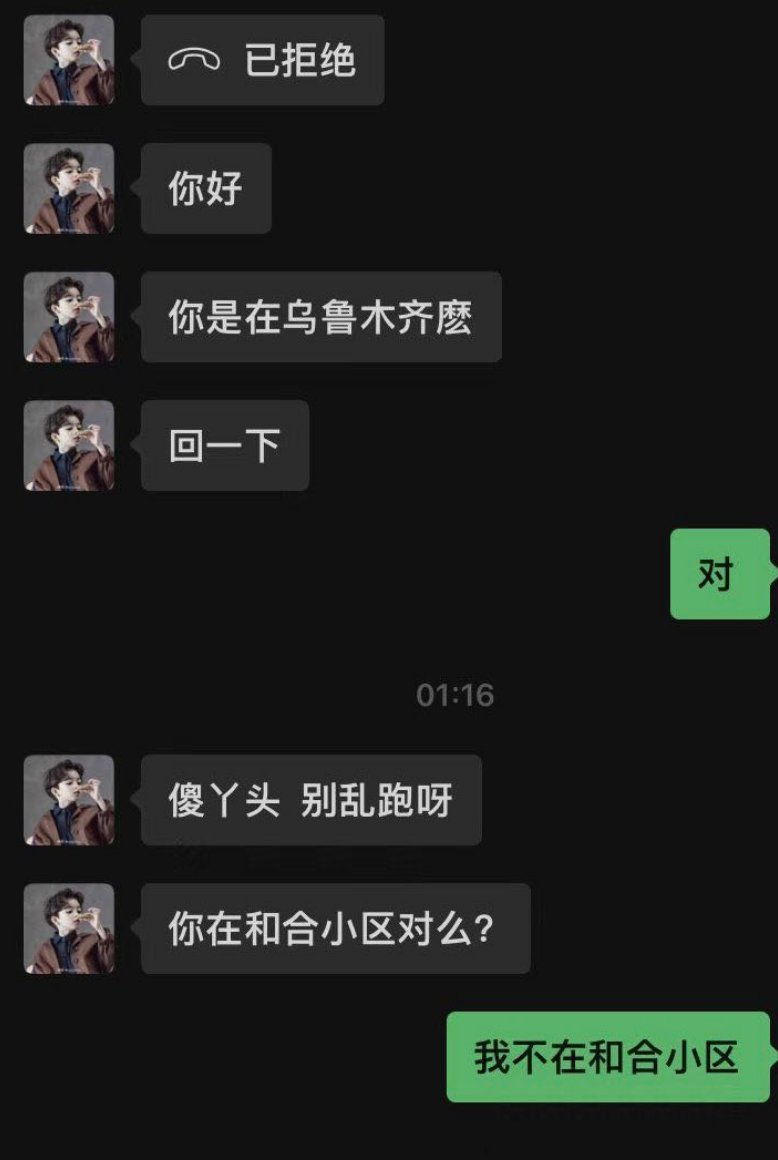 已拒绝
你好
你是在乌鲁木齐麽
回一下
对
01:16
傻丫头 别乱跑呀
你在和合小区对么?
我不在和合小区